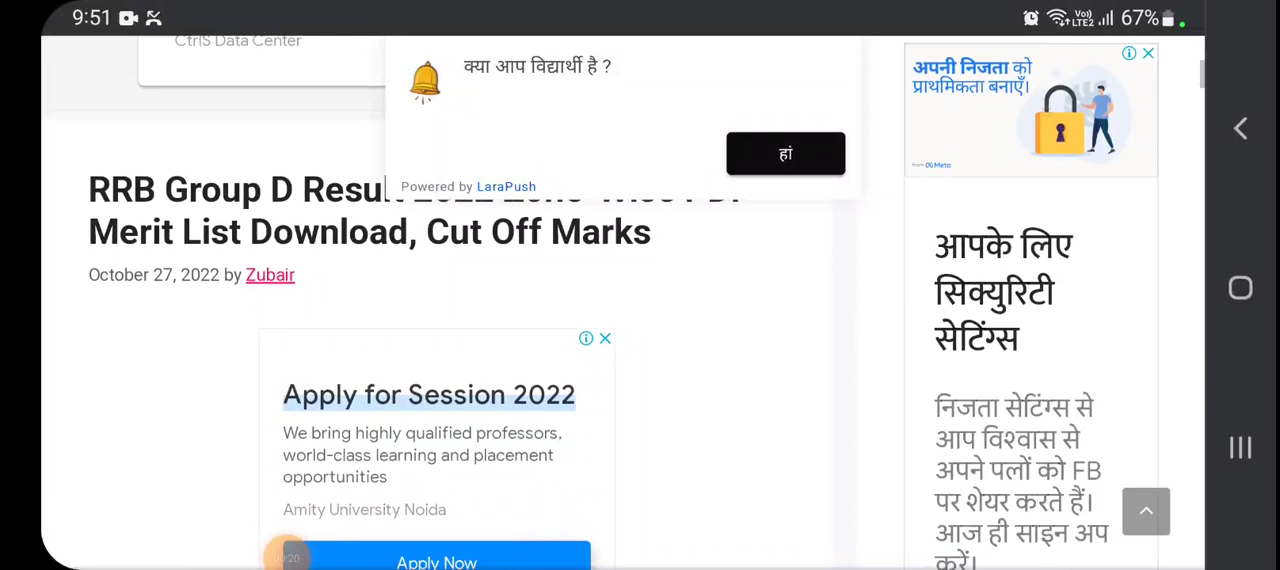 9:51
Vo))
LTE2
67%
CtrlS Data Center
क्या आप विद्यार्थी है ?
हां
Powered by LaraPush
RRB Group D
Merit List Download, Cut Off Marks
October 27, 2022 by Zubair
Apply for Session 2022
We bring highly qualified professors,
world-class learning and placement
opportunities
Amity University Noida
Apply Now
अपनी निजता को
प्राथमिकता बनाएँ।
from Meta
आपके लिए
सिक्युरिटी
सेटिंग्स
निजता सेटिंग्स से
आप विश्वास से
अपने पलों को FB
पर शेयर करते हैं।
आज ही साइन अप
करें।